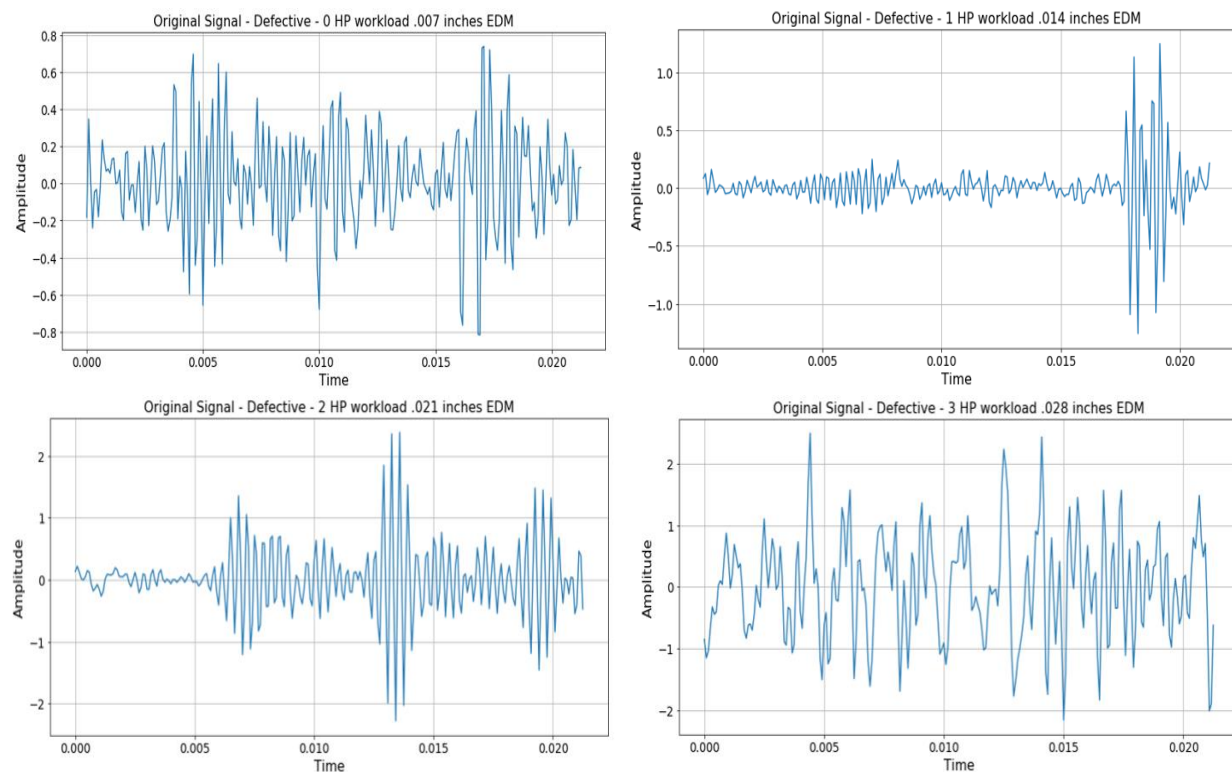 Original Signal - Defective - 0 HP workload .007 inches EDM
0.8
0.6
0.4
0.2
0.0
−0.2
−0.4
−0.6
−0.8
Amplitude
0.000 0.005 0.010 0.015 0.020
Time
Original Signal - Defective - 1 HP workload .014 inches EDM
1.0
0.5
0.0
−0.5
−1.0
Amplitude
0.000 0.005 0.010 0.015 0.020
Time
Original Signal - Defective - 2 HP workload .021 inches EDM
2
1
0
−1
−2
Amplitude
0.000 0.005 0.010 0.015 0.020
Time
Original Signal - Defective - 3 HP workload .028 inches EDM
2
1
0
−1
−2
Amplitude
0.000 0.005 0.010 0.015 0.020
Time